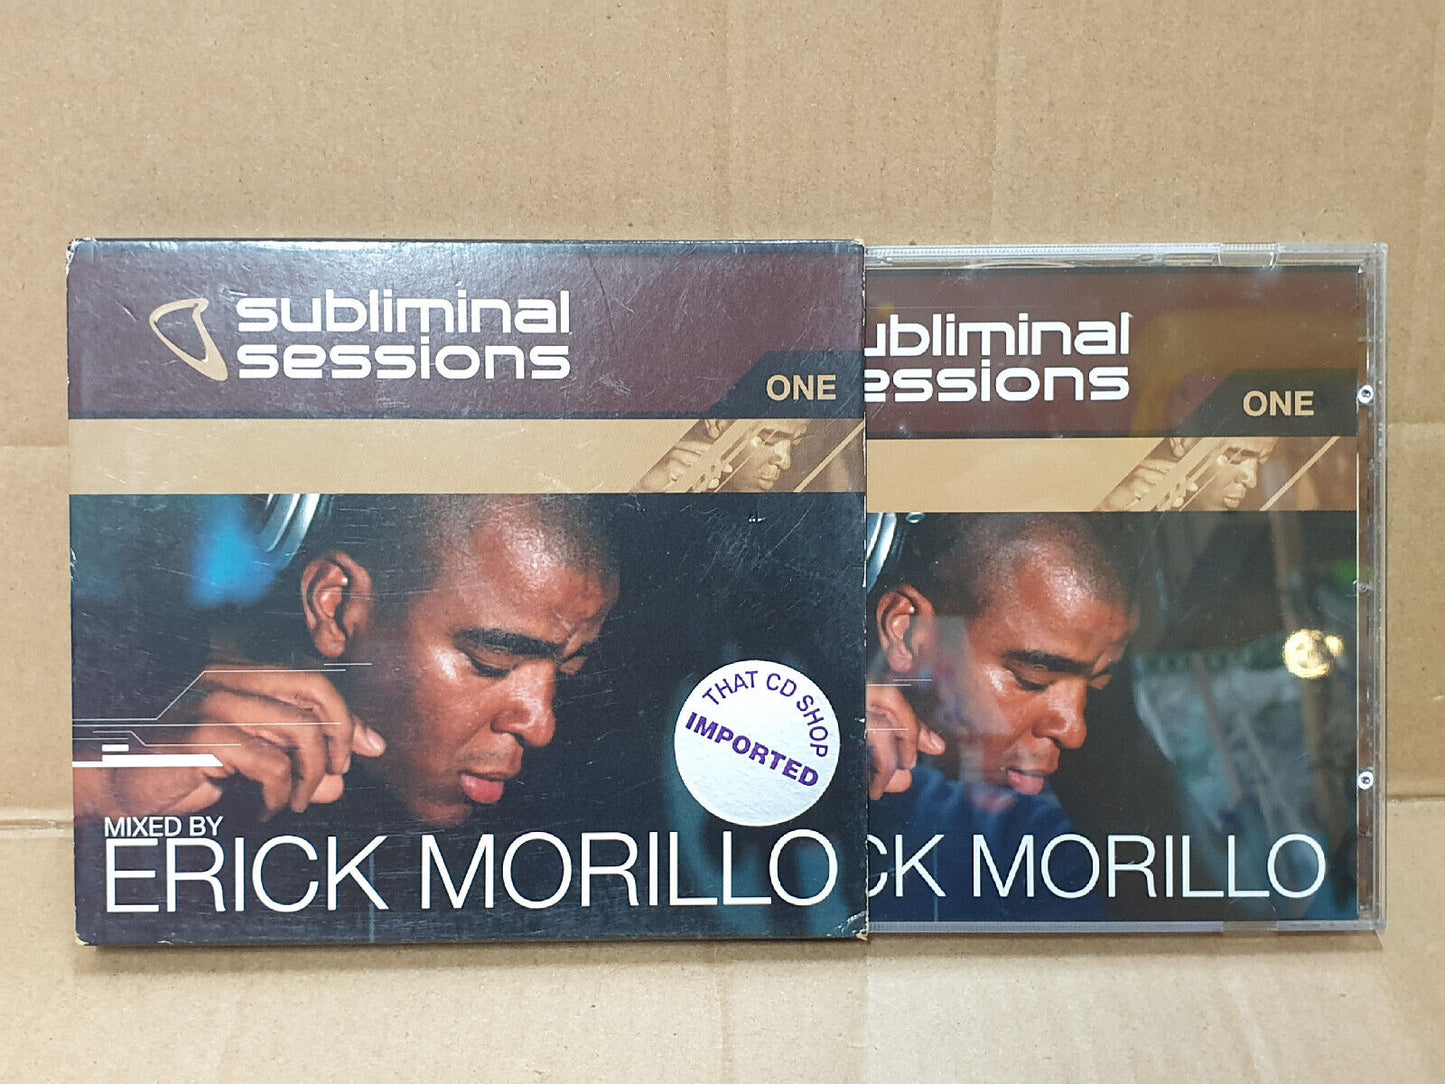 subliminal
sessions
ONE
THAT CD SHOP
IMPORTED
MIXED BY
ERICK MORILLO
ubliminal
essions
ONE
CK MORILLO